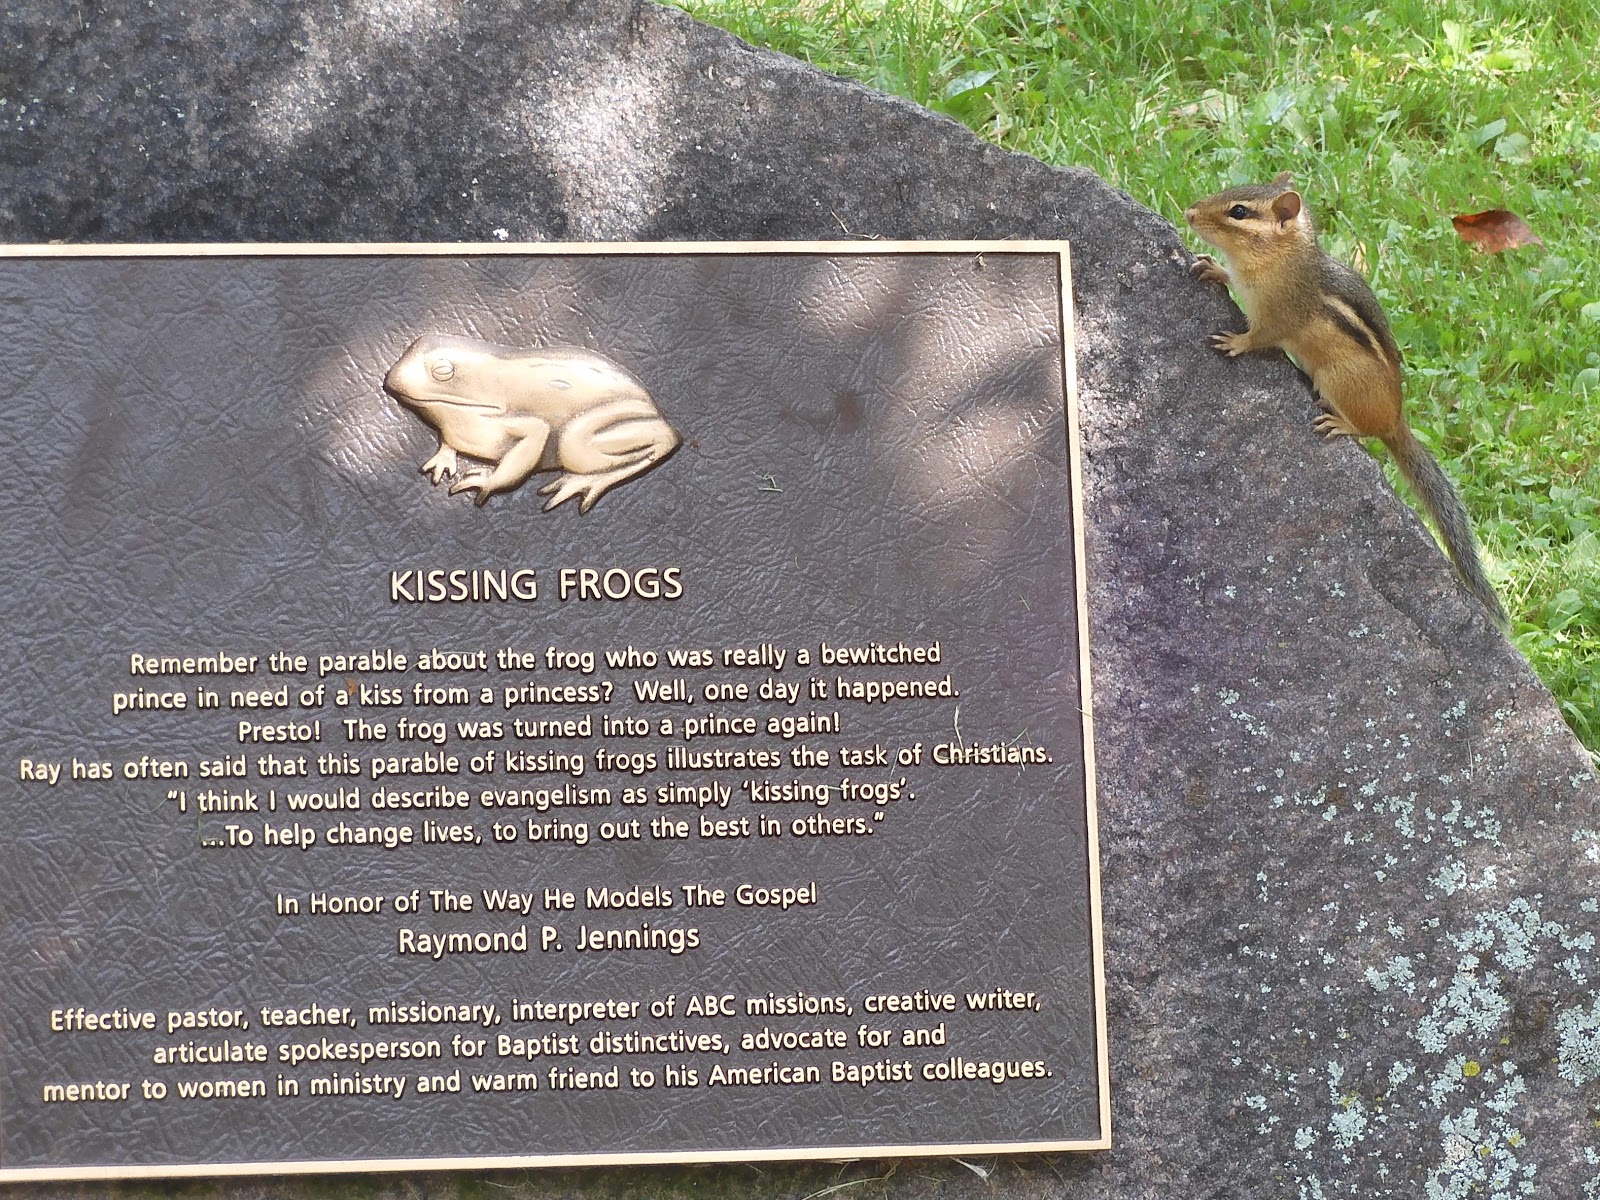 KISSING FROGS
Remember the parable about the frog who was really a bewitched
prince in need of a kiss from a princess? Well, one day it happened.
Presto! The frog was turned into a prince again!
Ray has often said that this parable of kissing frogs illustrates the task of Christians.
“I think I would describe evangelism as simply ‘kissing frogs’.
...To help change lives, to bring out the best in others.”
In Honor of The Way He Models The Gospel
Raymond P. Jennings
Effective pastor, teacher, missionary, interpreter of ABC missions, creative writer,
articulate spokesperson for Baptist distinctives, advocate for and
mentor to women in ministry and warm friend to his American Baptist colleagues.